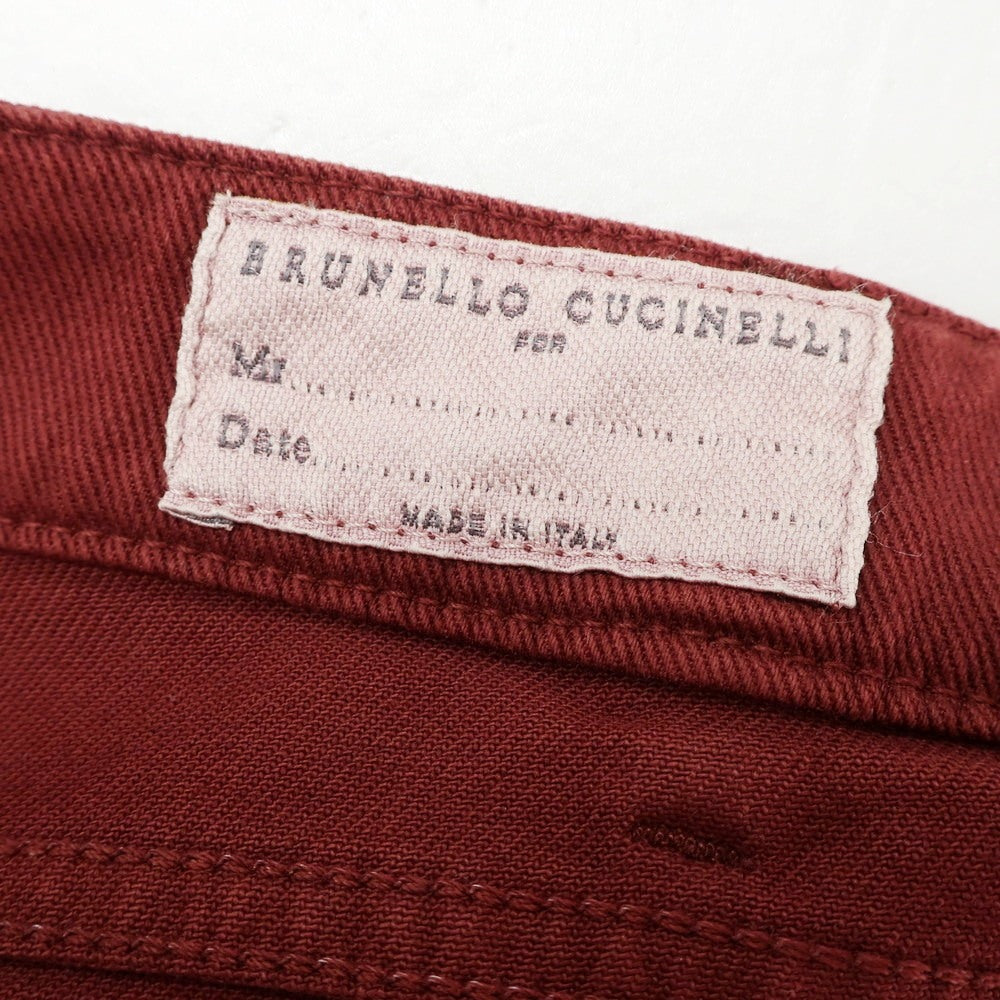 BRUNELLO CUCINELLI
FOR
Mr
Date
MADE IN ITALY